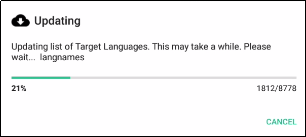 Updating
Updating list of Target Languages. This may take a while. Please
wait... langnames
21% 1812/8778
CANCEL